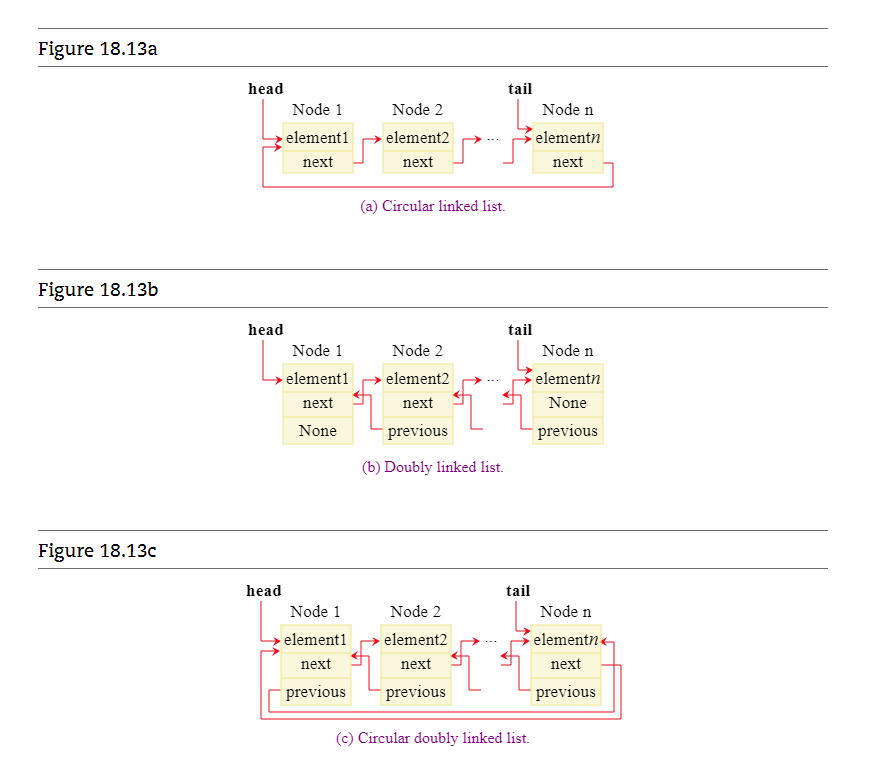 Figure 18.13a
head tail
Node 1 Node 2 Node n
element1 element2 ... elementn
next next next
(a) Circular linked list.
Figure 18.13b
head tail
Node 1 Node 2 Node n
element1 element2 ... elementn
next next None
None previous previous
(b) Doubly linked list.
Figure 18.13c
head tail
Node 1 Node 2 Node n
element1 element2 ... elementn
next next next
previous previous previous
(c) Circular doubly linked list.